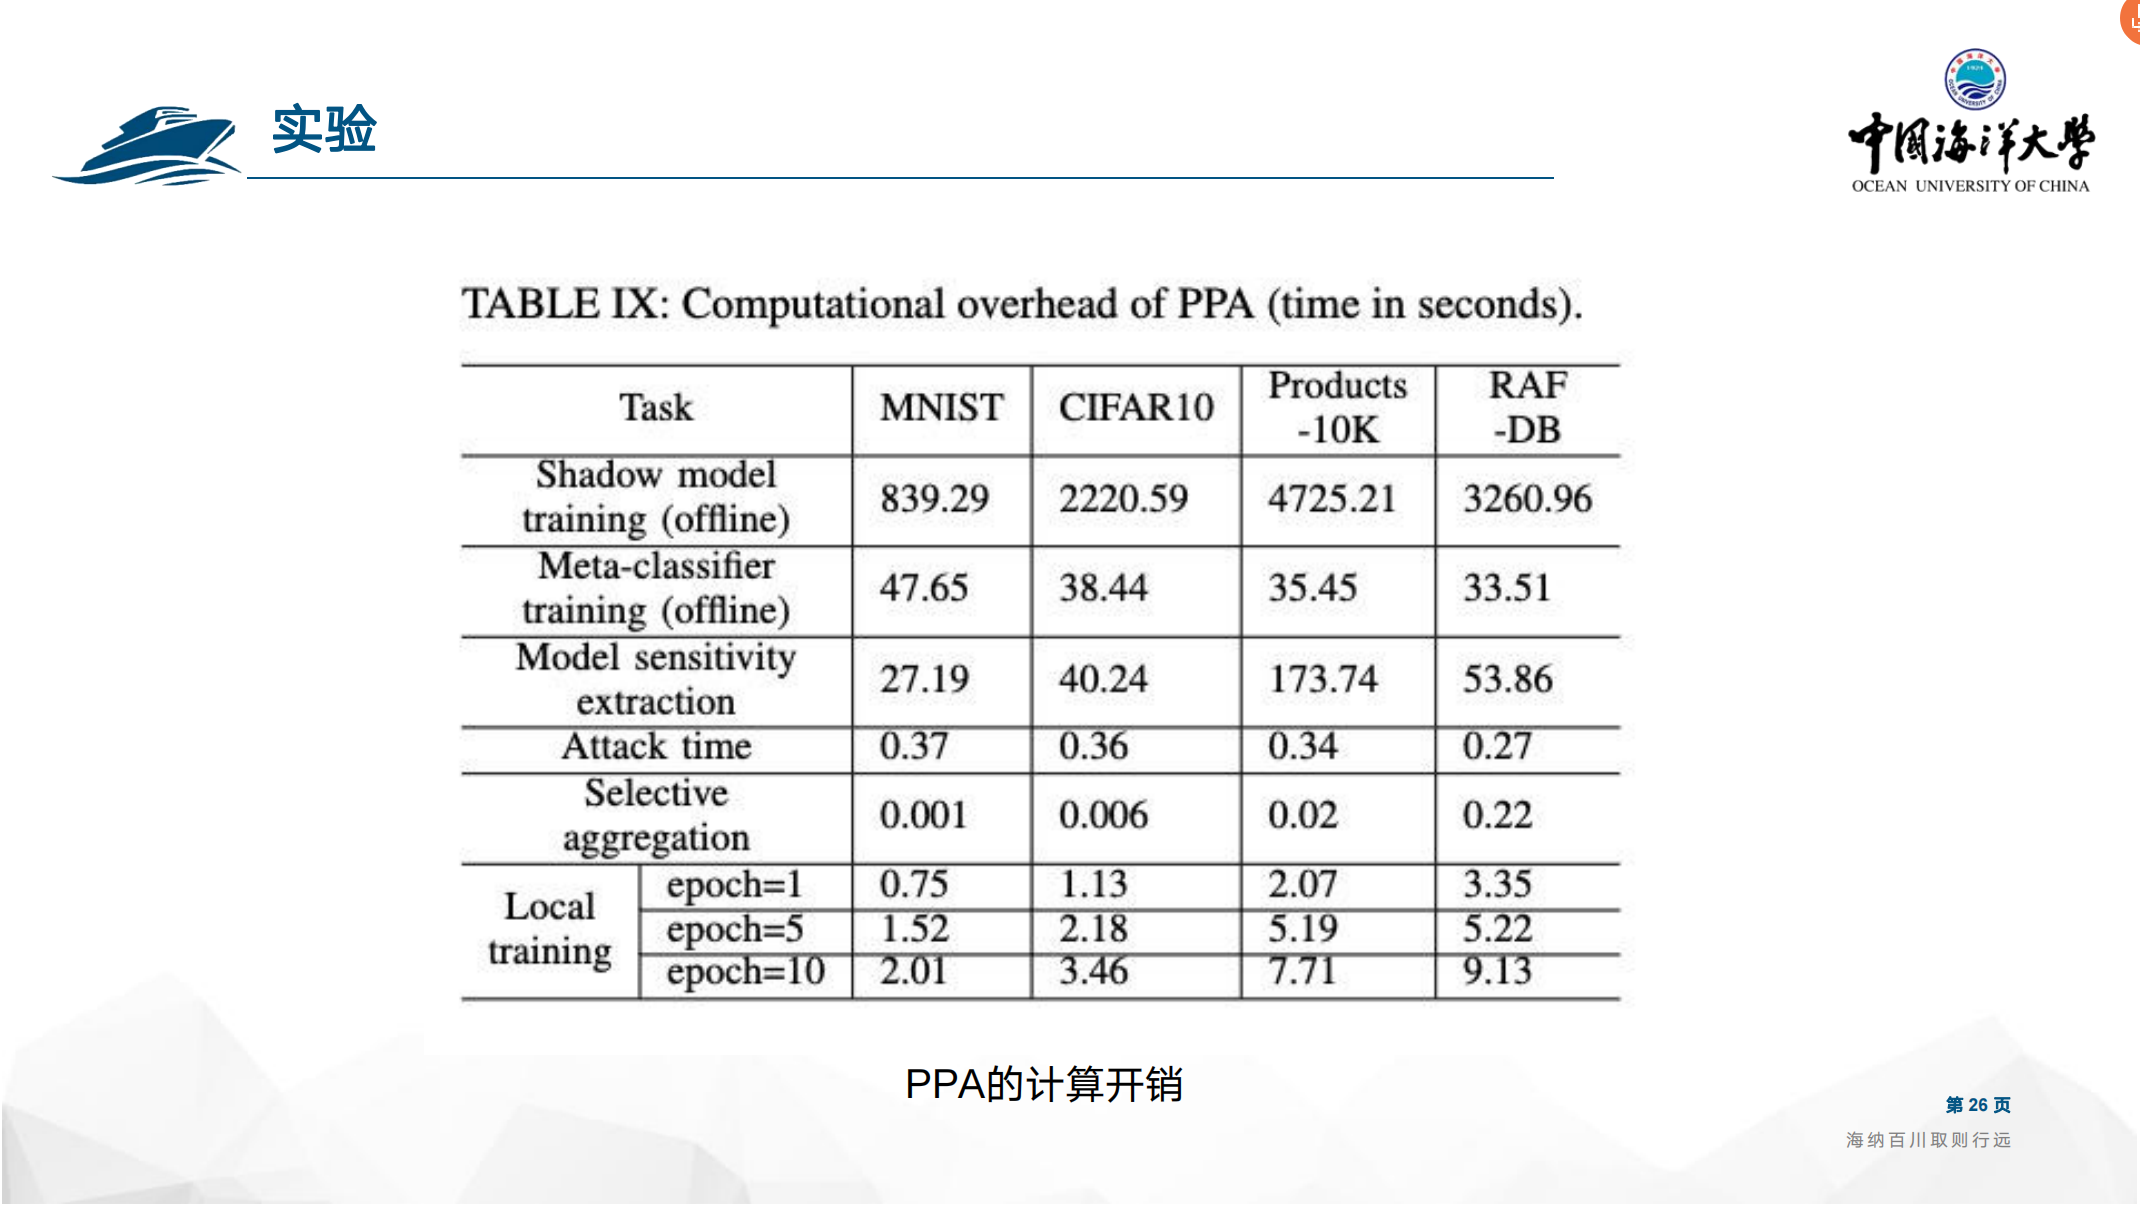 实验
中国海洋大学
OCEAN UNIVERSITY OF CHINA
TABLE IX: Computational overhead of PPA (time in seconds).
Task MNIST CIFAR10 Products -10K RAF -DB
Shadow model training (offline) 839.29 2220.59 4725.21 3260.96
Meta-classifier training (offline) 47.65 38.44 35.45 33.51
Model sensitivity extraction 27.19 40.24 173.74 53.86
Attack time 0.37 0.36 0.34 0.27
Selective aggregation 0.001 0.006 0.02 0.22
Local training epoch=1 0.75 1.13 2.07 3.35
epoch=5 1.52 2.18 5.19 5.22
epoch=10 2.01 3.46 7.71 9.13
PPA的计算开销
第 26 页
海纳百川取则行远